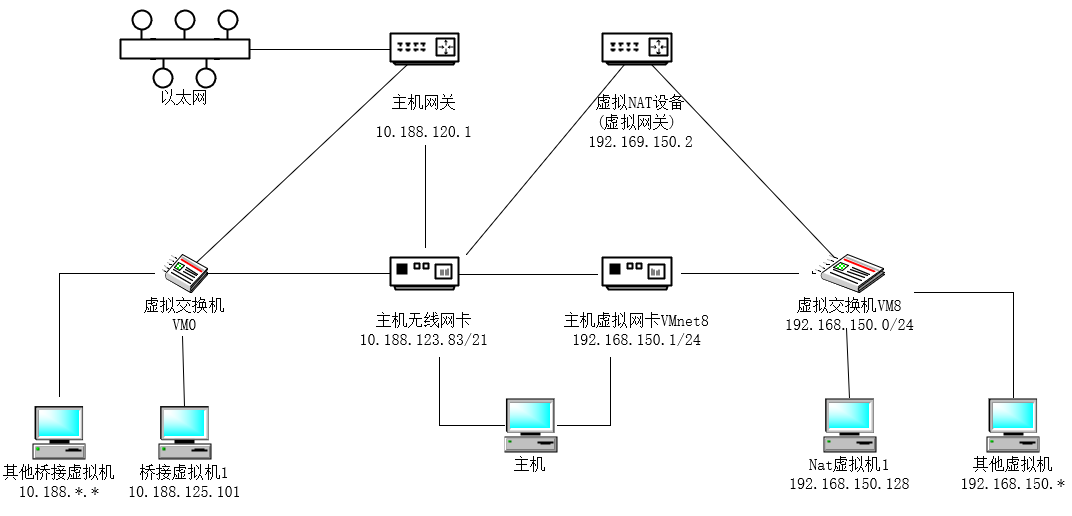 以太网
主机网关
10.188.120.1
虚拟NAT设备
(虚拟网关)
192.169.150.2
虚拟交换机
VM0
主机无线网卡
10.188.123.83/21
主机虚拟网卡VMnet8
192.168.150.1/24
虚拟交换机VM8
192.168.150.0/24
其他桥接虚拟机
10.188.*.*
桥接虚拟机1
10.188.125.101
主机
Nat虚拟机1
192.168.150.128
其他虚拟机
192.168.150.*